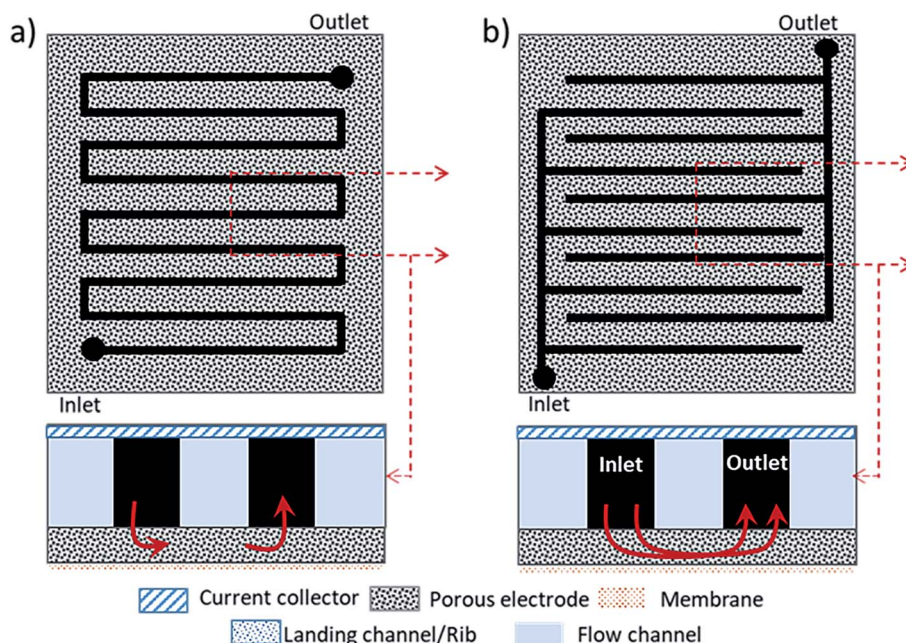 a)
Outlet
Inlet
b)
Outlet
Inlet
Inlet Outlet
Current collector Porous electrode Membrane
Landing channel/Rib Flow channel